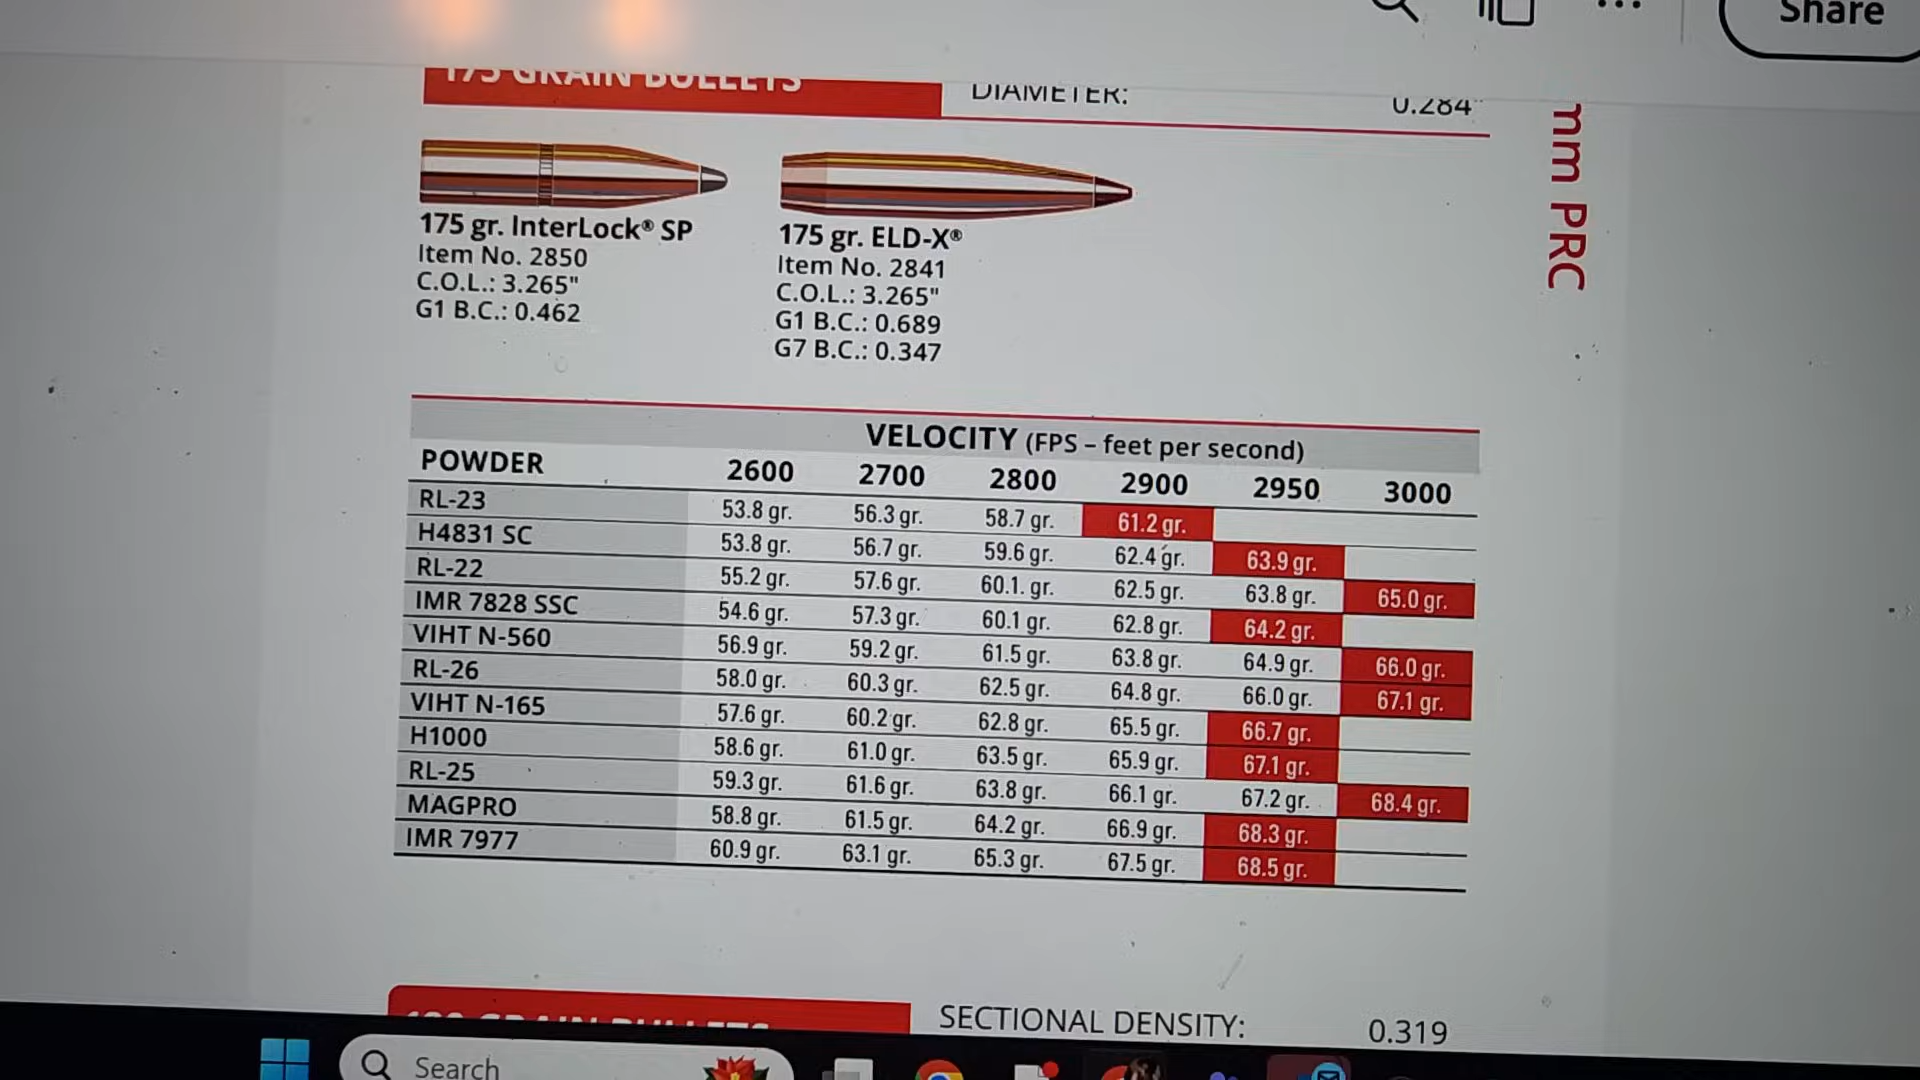 Share
175 GRAIN BULLETS
DIAMETER:
0.284"
mm PRC
175 gr. InterLock® SP
Item No. 2850
C.O.L.: 3.265"
G1 B.C.: 0.462
175 gr. ELD-X®
Item No. 2841
C.O.L.: 3.265"
G1 B.C.: 0.689
G7 B.C.: 0.347
VELOCITY (FPS – feet per second)
POWDER 2600 2700 2800 2900 2950 3000
RL-23 53.8 gr. 56.3 gr. 58.7 gr. 61.2 gr.
H4831 SC 53.8 gr. 56.7 gr. 59.6 gr. 62.4 gr. 63.9 gr.
RL-22 55.2 gr. 57.6 gr. 60.1. gr. 62.5 gr. 63.8 gr. 65.0 gr.
IMR 7828 SSC 54.6 gr. 57.3 gr. 60.1 gr. 62.8 gr. 64.2 gr.
VIHT N-560 56.9 gr. 59.2 gr. 61.5 gr. 63.8 gr. 64.9 gr. 66.0 gr.
RL-26 58.0 gr. 60.3 gr. 62.5 gr. 64.8 gr. 66.0 gr. 67.1 gr.
VIHT N-165 57.6 gr. 60.2 gr. 62.8 gr. 65.5 gr. 66.7 gr.
H1000 58.6 gr. 61.0 gr. 63.5 gr. 65.9 gr. 67.1 gr.
RL-25 59.3 gr. 61.6 gr. 63.8 gr. 66.1 gr. 67.2 gr. 68.4 gr.
MAGPRO 58.8 gr. 61.5 gr. 64.2 gr. 66.9 gr. 68.3 gr.
IMR 7977 60.9 gr. 63.1 gr. 65.3 gr. 67.5 gr. 68.5 gr.
GRAIN BULLETS
SECTIONAL DENSITY:
0.319
Search